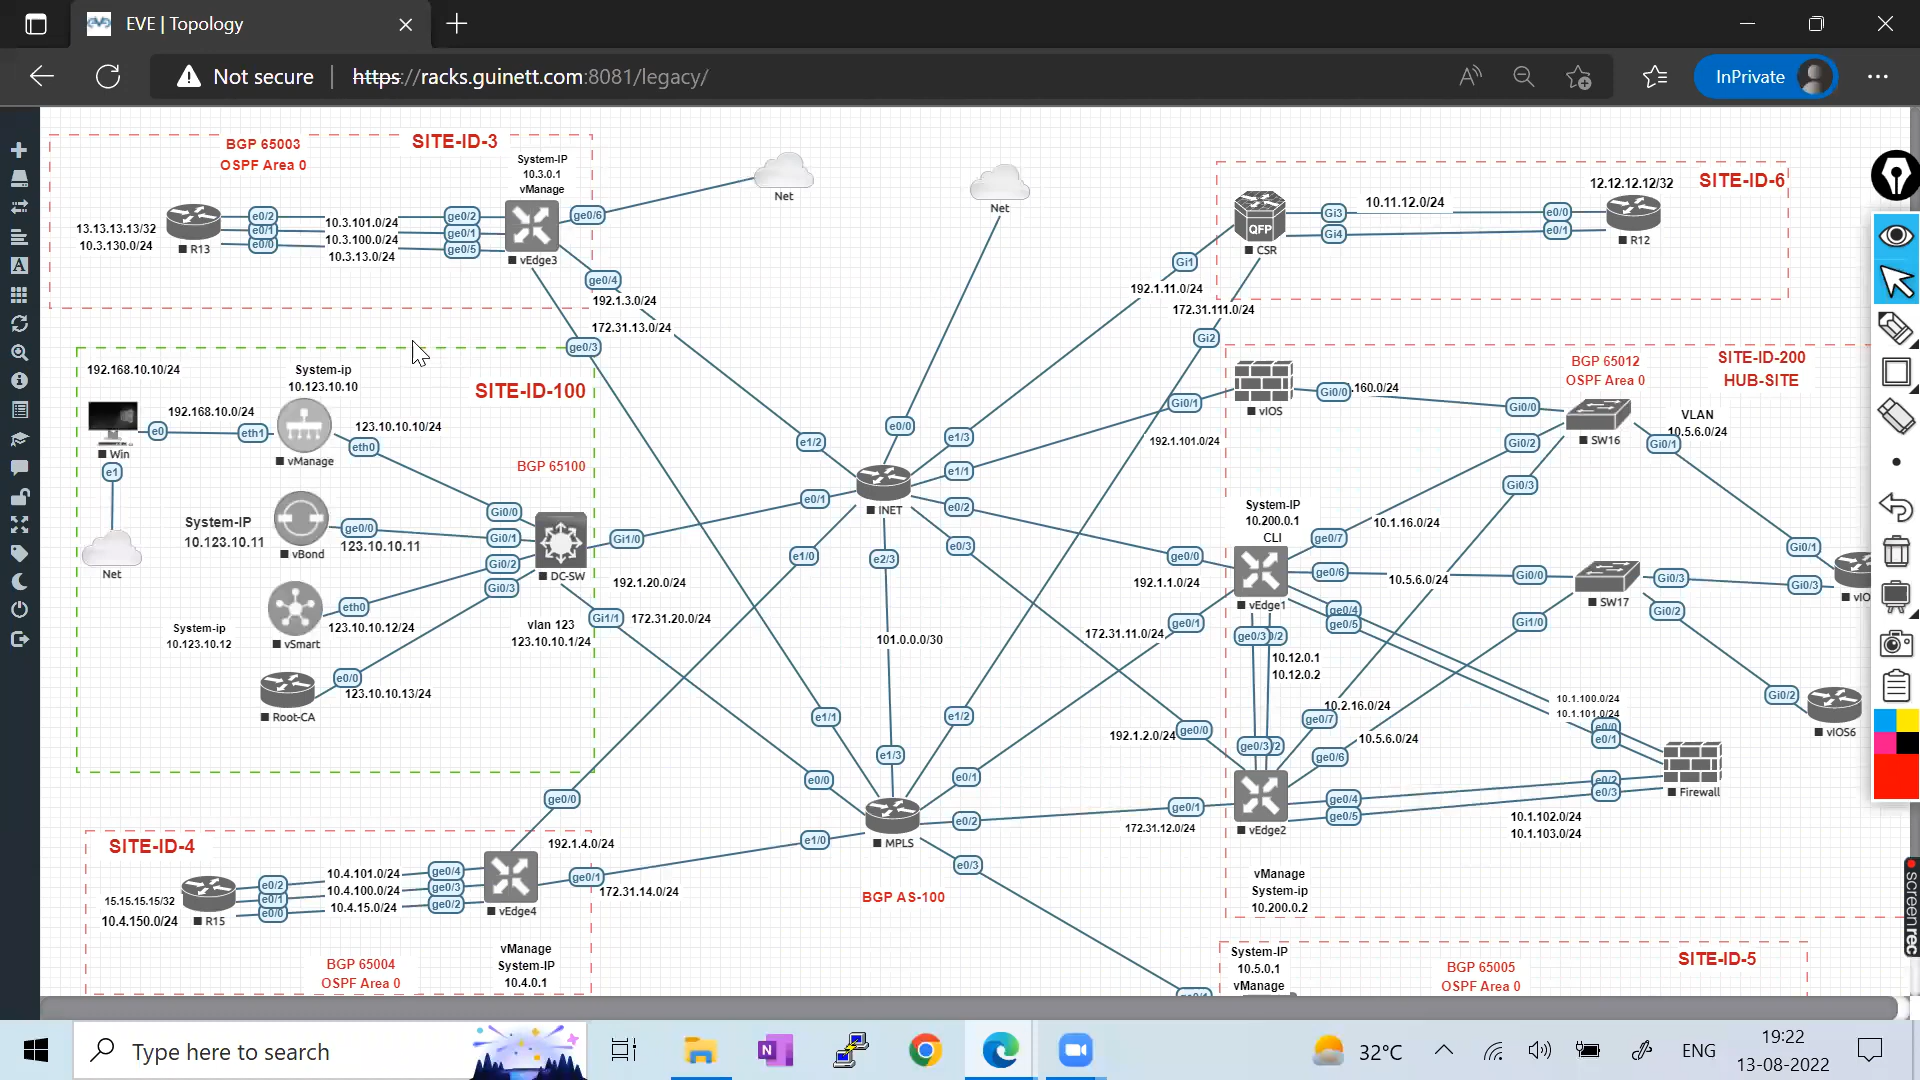 EVE | Topology
Not secure
https://racks.guinett.com:8081/legacy/
InPrivate
BGP 65003
OSPF Area 0
SITE-ID-3
System-IP
10.3.0.1
vManage
13.13.13.13/32
10.3.130.0/24
R13
e0/2
e0/1
e0/0
10.3.101.0/24
10.3.100.0/24
10.3.13.0/24
ge0/2
ge0/1
ge0/5
vEdge3
ge0/6
ge0/4
192.1.3.0/24
172.31.13.0/24
ge0/3
Net
Net
SITE-ID-6
12.12.12.12/32
10.11.12.0/24
Gi3
Gi4
e0/0
e0/1
QFP
CSR
R12
Gi1
192.1.11.0/24
172.31.111.0/24
Gi2
SITE-ID-100
192.168.10.10/24
System-ip
10.123.10.10
192.168.10.0/24
e0
eth1
Win
vManage
123.10.10.10/24
eth0
e1
BGP 65100
System-IP
10.123.10.11
vBond
ge0/0
123.10.10.11
Net
Gi0/0
Gi0/1
Gi0/2
Gi0/3
DC-SW
Gi1/0
192.1.20.0/24
Gi1/1
172.31.20.0/24
vlan 123
123.10.10.1/24
eth0
123.10.10.12/24
System-ip
10.123.10.12
vSmart
e0/0
123.10.10.13/24
Root-CA
e1/2
e0/0
e1/3
e1/1
e0/1
e0/2
INET
e1/0
e2/3
e0/3
101.0.0.0/30
e1/1
e1/2
e1/3
e0/0
e0/1
e0/2
MPLS
e1/0
e0/3
BGP AS-100
BGP 65012
OSPF Area 0
SITE-ID-200
HUB-SITE
vIOS
Gi0/0
.160.0/24
Gi0/1
192.1.101.0/24
Gi0/0
SW16
VLAN
10.5.6.0/24
Gi0/1
Gi0/2
Gi0/3
System-IP
10.200.0.1
CLI
ge0/7
10.1.16.0/24
ge0/0
ge0/6
10.5.6.0/24
Gi0/0
SW17
Gi0/3
Gi0/1
Gi0/3
vIO
192.1.1.0/24
vEdge1
ge0/4
ge0/5
Gi1/0
Gi0/2
172.31.11.0/24
ge0/1
ge0/3
0/2
10.12.0.1
10.12.0.2
10.2.16.0/24
ge0/7
10.5.6.0/24
192.1.2.0/24
ge0/0
ge0/3
/2
ge0/6
10.1.100.0/24
10.1.101.0/24
e0/0
e0/1
Gi0/2
vIOS6
Firewall
e0/2
e0/3
ge0/1
172.31.12.0/24
ge0/4
ge0/5
vEdge2
10.1.102.0/24
10.1.103.0/24
vManage
System-ip
10.200.0.2
SITE-ID-4
ge0/0
192.1.4.0/24
15.15.15.15/32
10.4.150.0/24
R15
e0/2
e0/1
e0/0
10.4.101.0/24
10.4.100.0/24
10.4.15.0/24
ge0/4
ge0/3
ge0/2
vEdge4
ge0/1
172.31.14.0/24
BGP 65004
OSPF Area 0
vManage
System-IP
10.4.0.1
System-IP
10.5.0.1
vManage
BGP 65005
OSPF Area 0
SITE-ID-5
screenrec
Type here to search
32°C
ENG
19:22
13-08-2022